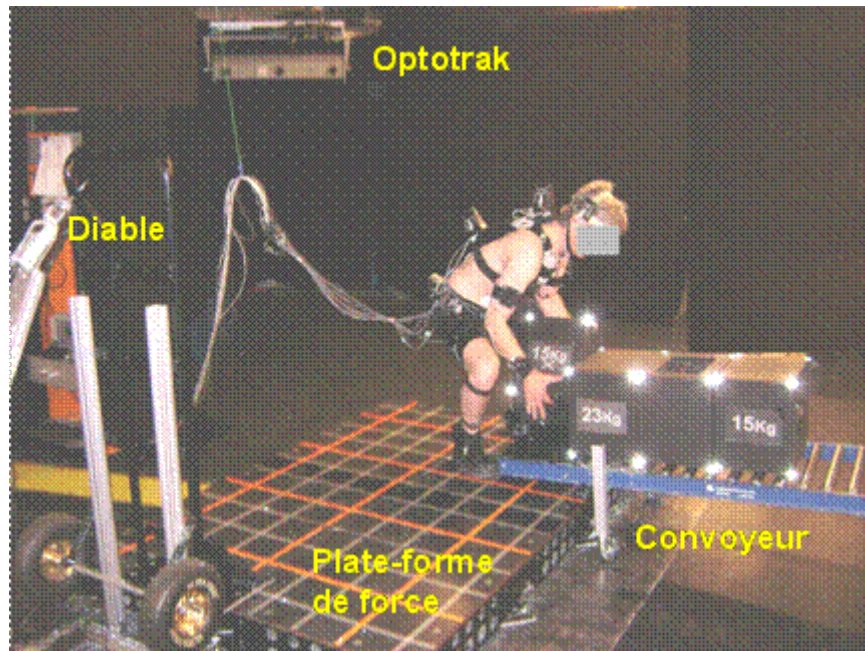 Optotrak
Diable
15Kg
23Kg
15Kg
Convoyeur
Plate-forme
de force